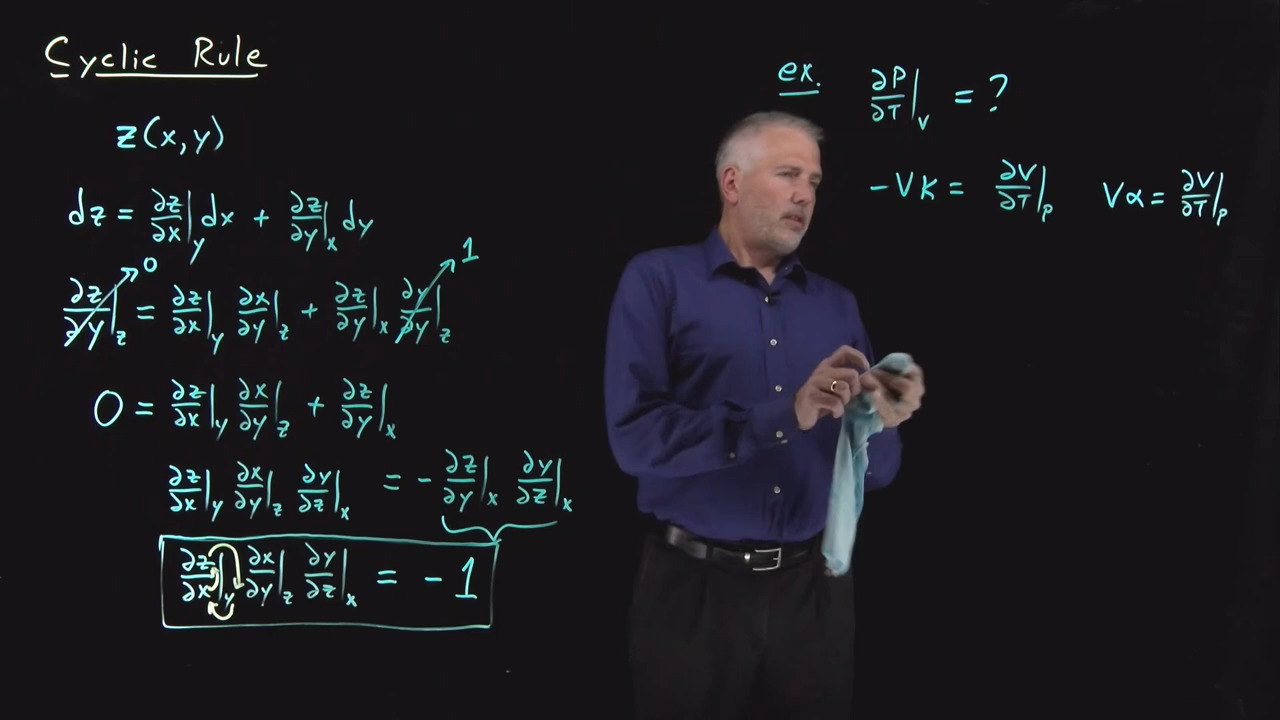 Cyclic Rule
z(x,y)
dz = ∂z/∂x|y dx + ∂z/∂y|x dy
∂z/∂y|z = ∂z/∂x|y ∂x/∂y|z + ∂z/∂y|x ∂y/∂y|z
0
1
0 = ∂z/∂x|y ∂x/∂y|z + ∂z/∂y|x
∂z/∂x|y ∂x/∂y|z ∂y/∂z|x = - ∂z/∂y|x ∂y/∂z|x
∂z/∂x|y ∂x/∂y|z ∂y/∂z|x = -1
ex. ∂P/∂T|V = ?
-Vκ = ∂V/∂T|P Vα = ∂V/∂T|P